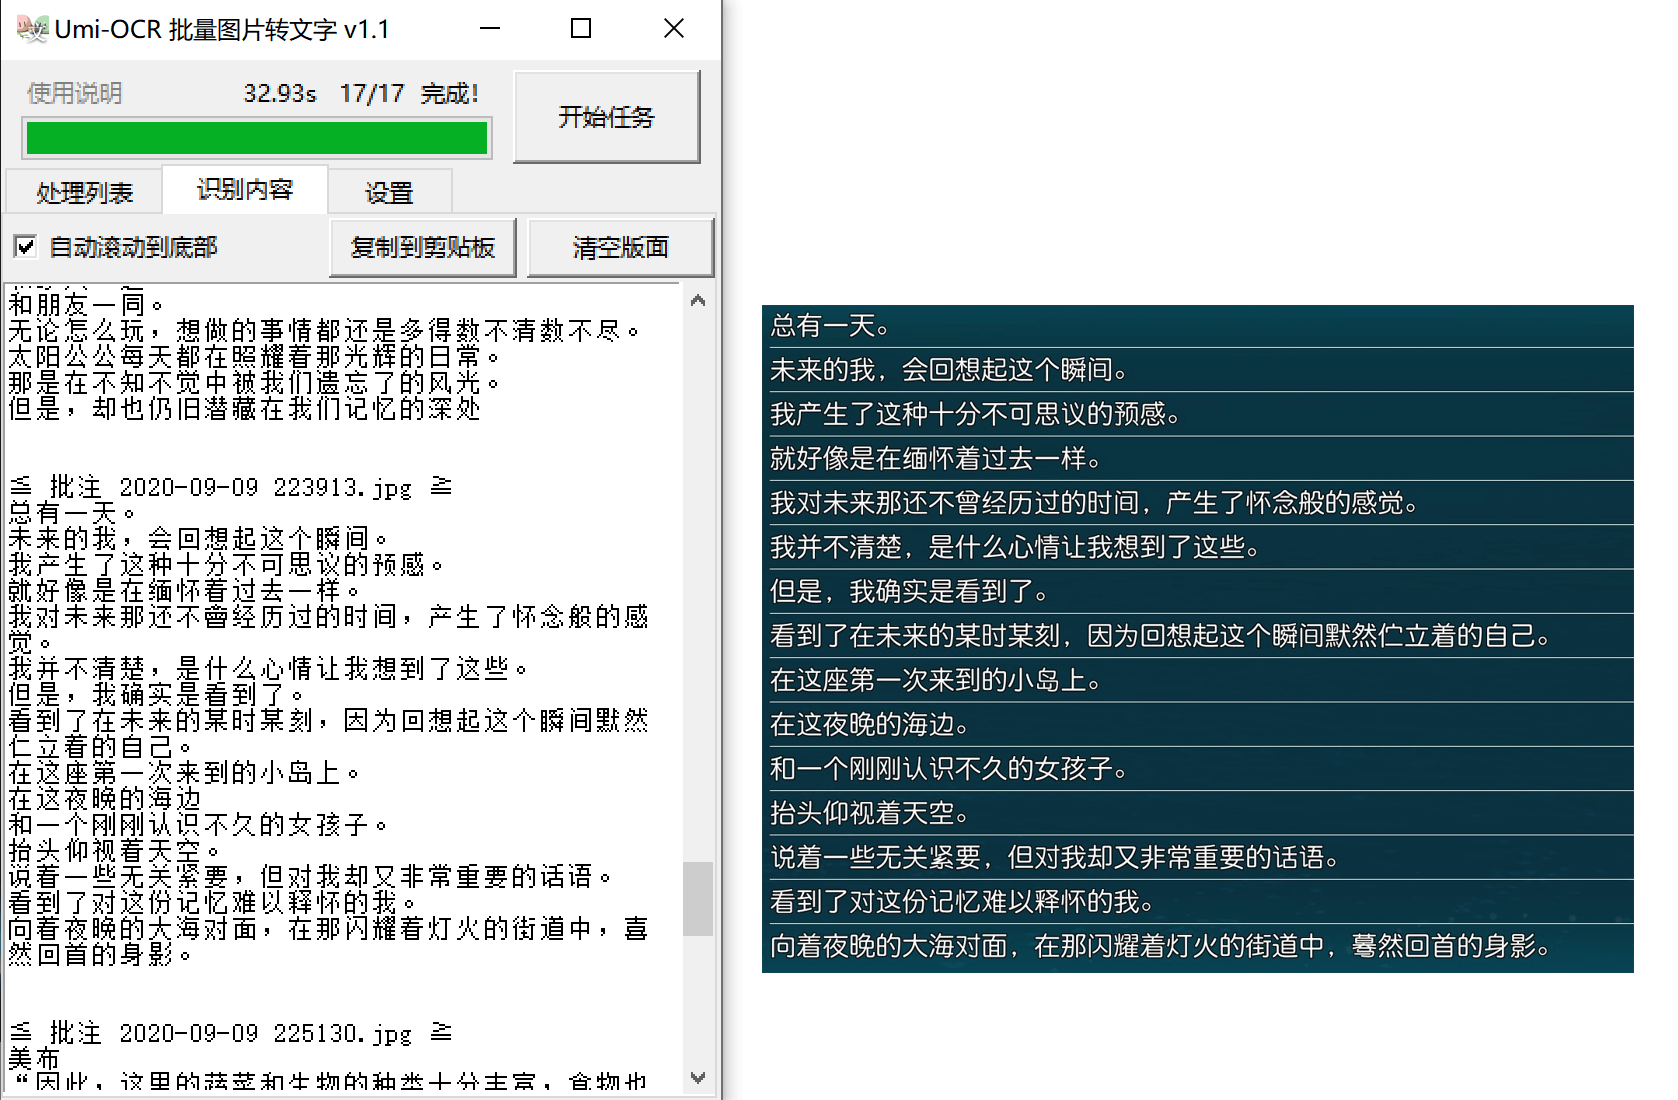 Umi-OCR 批量图片转文字 v1.1
使用说明 32.93s 17/17 完成!
开始任务
处理列表 识别内容 设置
自动滚动到底部 复制到剪贴板 清空版面
和朋友一同。
无论怎么玩，想做的事情都还是多得数不清数不尽。
太阳公公每天都在照耀着那光辉的日常。
那是在不知不觉中被我们遗忘了的风光。
但是，却也仍旧潜藏在我们记忆的深处
≦ 批注 2020-09-09 223913.jpg ≧
总有一天。
未来的我，会回想起这个瞬间。
我产生了这种十分不可思议的预感。
就好像是在缅怀着过去一样。
我对未来那还不曾经历过的时间，产生了怀念般的感
觉。
我并不清楚，是什么心情让我想到了这些。
但是，我确实是看到了。
看到了在未来的某时某刻，因为回想起这个瞬间默然
仁立着的自己。
在这座第一次来到的小岛上。
在这夜晚的海边
和一个刚刚认识不久的女孩子。
抬头仰视着天空。
说着一些无关紧要，但对我却又非常重要的话语。
看到了对这份记忆难以释怀的我。
向着夜晚的大海对面，在那闪耀着灯火的街道中，喜
然回首的身影。
≦ 批注 2020-09-09 225130.jpg ≧
美布
“因此，这里的蔬菜和生物的种类十分丰富，食物也
总有一天。
未来的我，会回想起这个瞬间。
我产生了这种十分不可思议的预感。
就好像是在缅怀着过去一样。
我对未来那还不曾经历过的时间，产生了怀念般的感觉。
我并不清楚，是什么心情让我想到了这些。
但是，我确实是看到了。
看到了在未来的某时某刻，因为回想起这个瞬间默然伫立着的自己。
在这座第一次来到的小岛上。
在这夜晚的海边。
和一个刚刚认识不久的女孩子。
抬头仰视着天空。
说着一些无关紧要，但对我却又非常重要的话语。
看到了对这份记忆难以释怀的我。
向着夜晚的大海对面，在那闪耀着灯火的街道中，蓦然回首的身影。